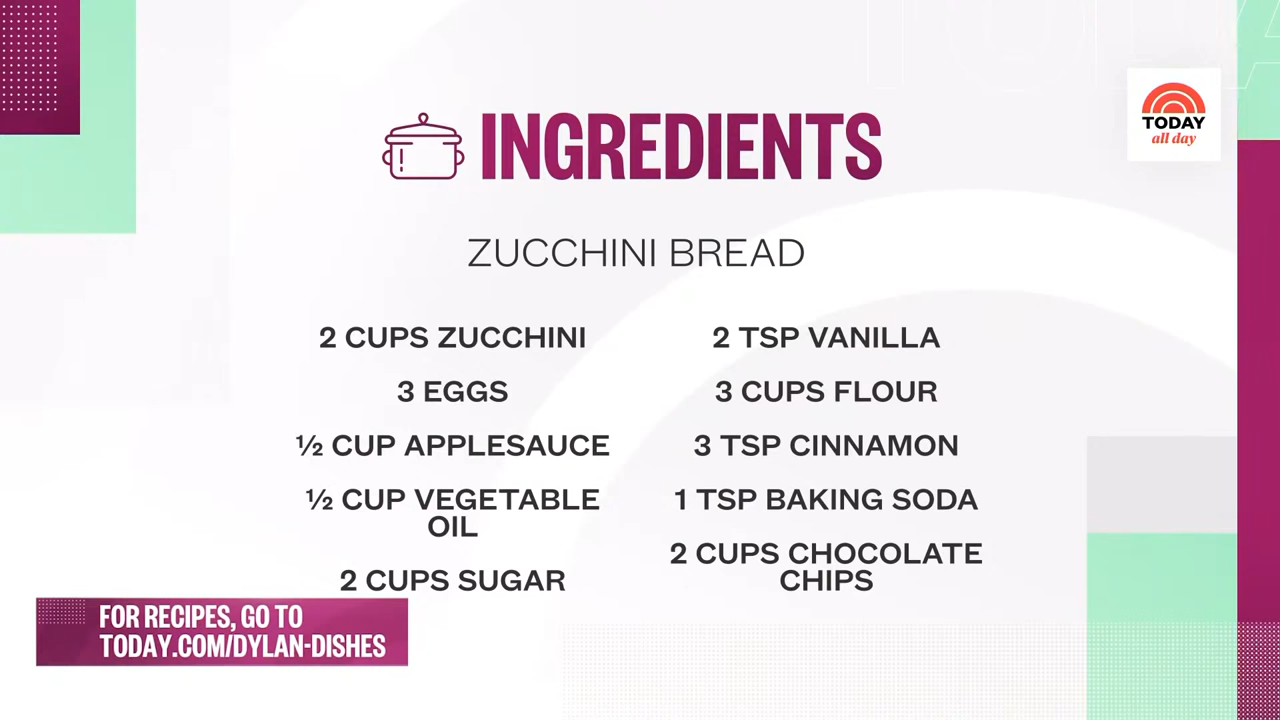 INGREDIENTS
TODAY
all day
ZUCCHINI BREAD
2 CUPS ZUCCHINI
3 EGGS
½ CUP APPLESAUCE
½ CUP VEGETABLE
OIL
2 CUPS SUGAR
2 TSP VANILLA
3 CUPS FLOUR
3 TSP CINNAMON
1 TSP BAKING SODA
2 CUPS CHOCOLATE
CHIPS
FOR RECIPES, GO TO
TODAY.COM/DYLAN-DISHES